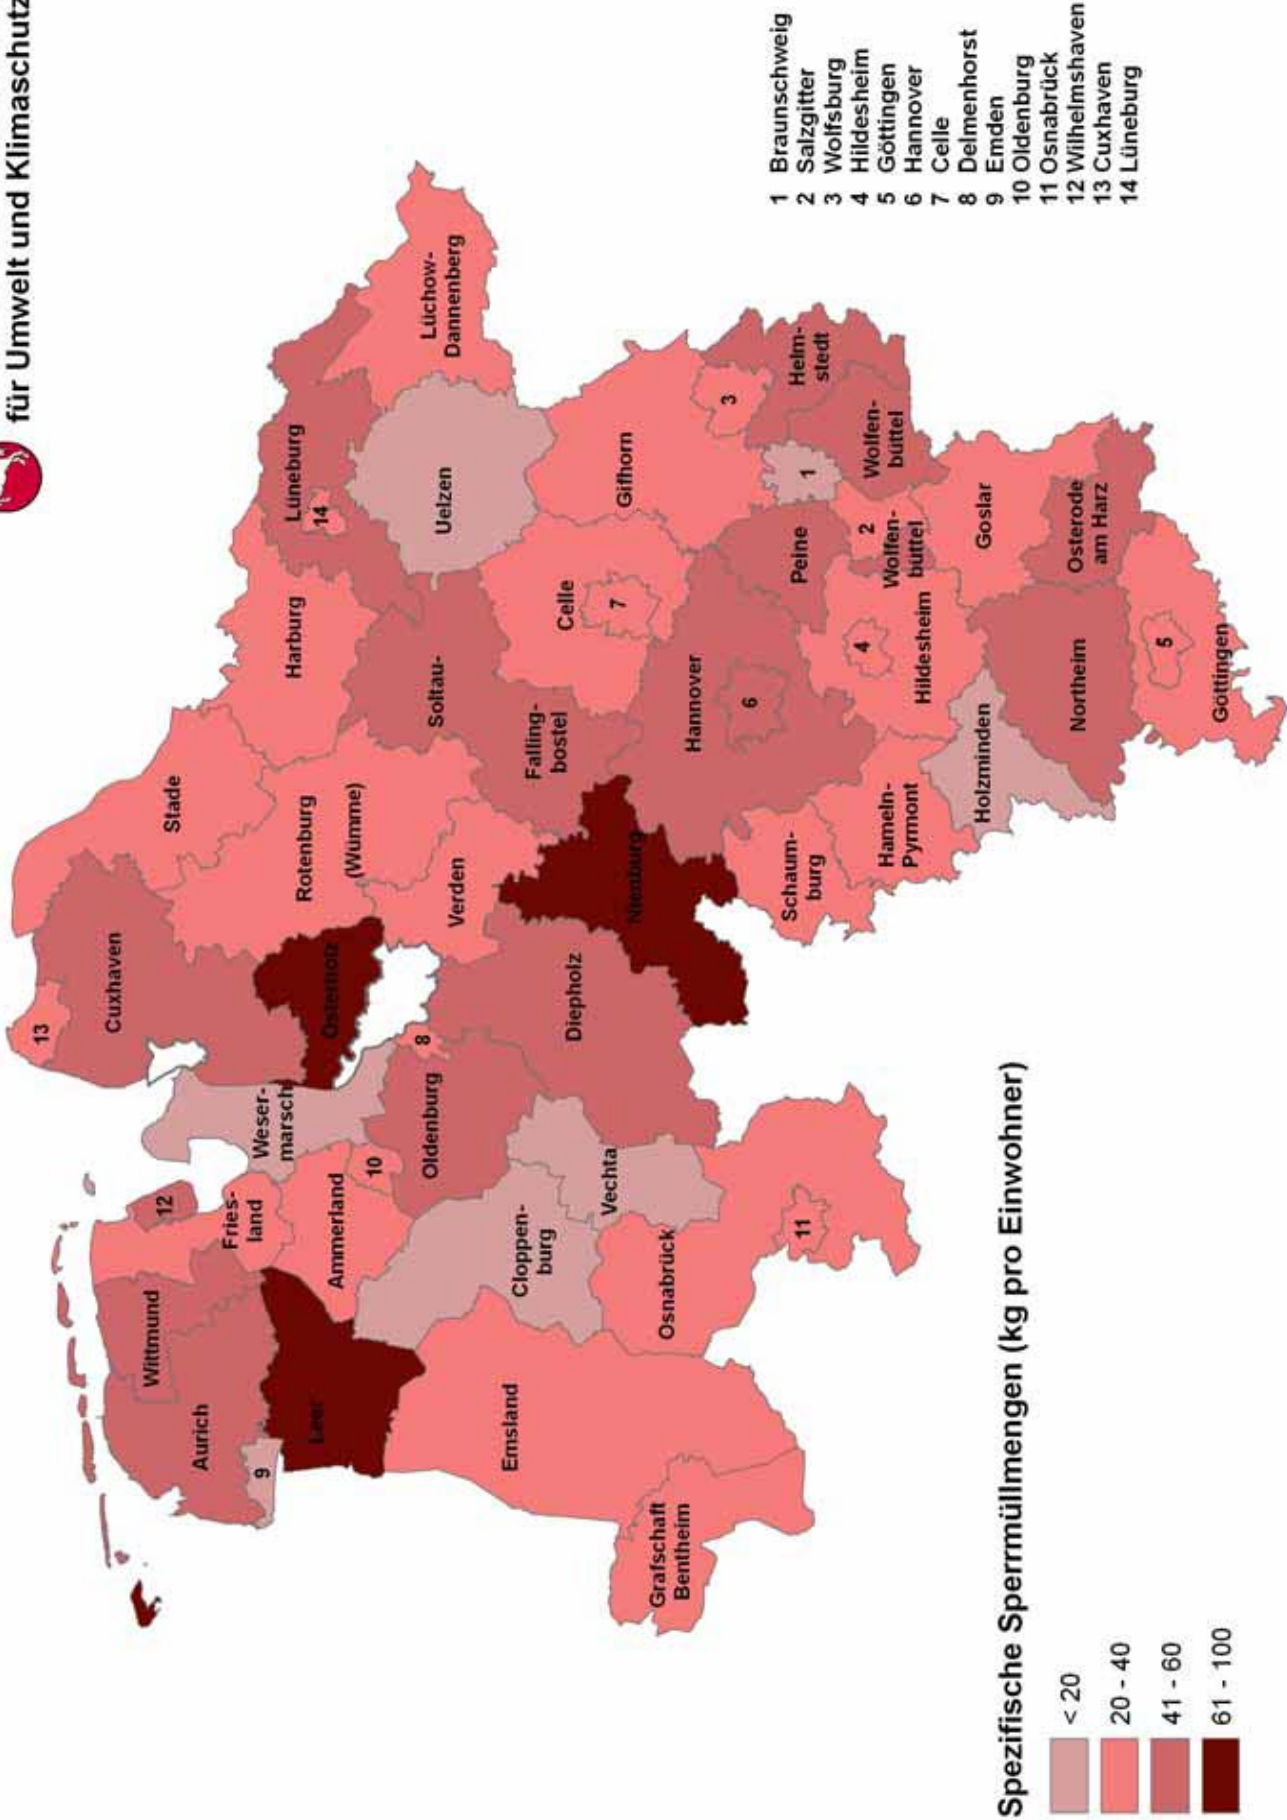 für Umwelt und Klimaschutz
13
Cuxhaven
Stade
12
Weser-
marsch
Osterholz
Rotenburg
(Wümme)
Harburg
Lüneburg
14
Lüchow-
Dannenberg
Wittmund
Fries-
land
Aurich
9
Leer
Ammerland
10
Oldenburg
8
Verden
Soltau-
Falling-
bostel
Uelzen
Emsland
Cloppen-
burg
Vechta
Diepholz
Nienburg
Celle
7
Gifhorn
3
Grafschaft
Bentheim
Osnabrück
11
Schaum-
burg
Hannover
6
Peine
1
Helm-
stedt
Wolfen-
büttel
2
Wolfen-
büttel
4
Hildesheim
Hameln-
Pyrmont
Holzminden
Goslar
Northeim
Osterode
am Harz
5
Göttingen
1 Braunschweig
2 Salzgitter
3 Wolfsburg
4 Hildesheim
5 Göttingen
6 Hannover
7 Celle
8 Delmenhorst
9 Emden
10 Oldenburg
11 Osnabrück
12 Wilhelmshaven
13 Cuxhaven
14 Lüneburg
Spezifische Sperrmüllmengen (kg pro Einwohner)
< 20
20 - 40
41 - 60
61 - 100